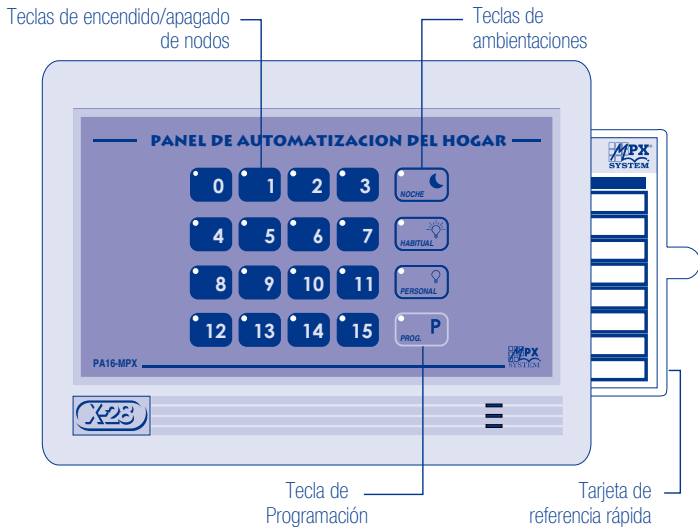 Teclas de encendido/apagado
de nodos
Teclas de
ambientaciones
PANEL DE AUTOMATIZACION DEL HOGAR
MPX
SYSTEM
0 1 2 3 NOCHE
4 5 6 7 HABITUAL
8 9 10 11 PERSONAL
12 13 14 15 PROG. P
PA16-MPX
MPX
SYSTEM
X-28
Tecla de
Programación
Tarjeta de
referencia rápida